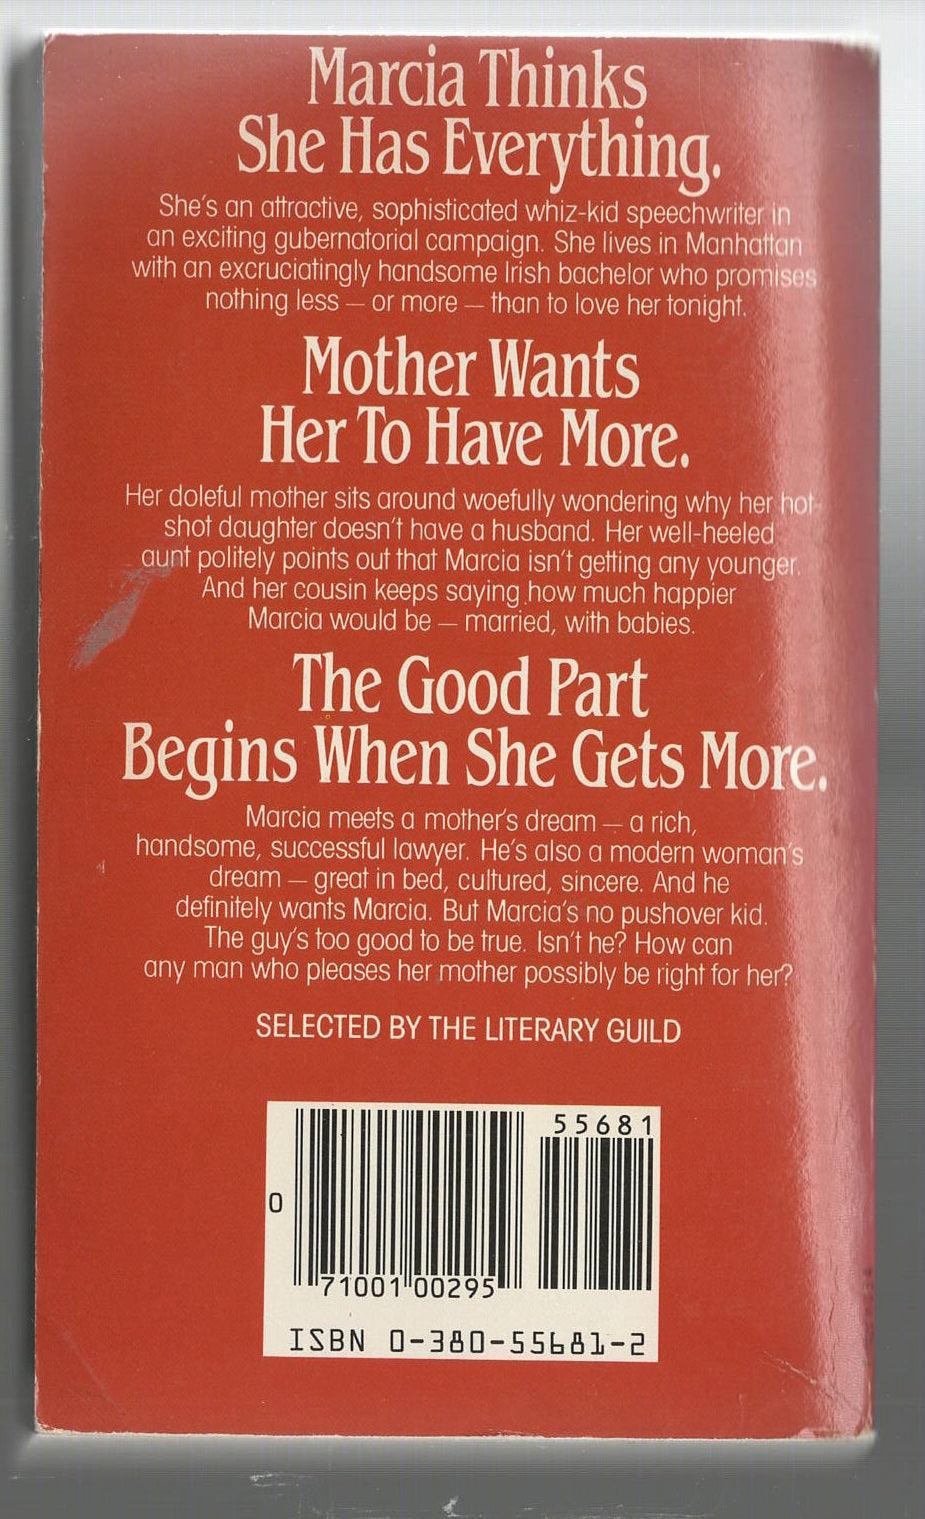 Marcia Thinks
She Has Everything.
She's an attractive, sophisticated whiz-kid speechwriter in
an exciting gubernatorial campaign. She lives in Manhattan
with an excruciatingly handsome Irish bachelor who promises
nothing less — or more — than to love her tonight.
Mother Wants
Her To Have More.
Her doleful mother sits around woefully wondering why her hot-
shot daughter doesn't have a husband. Her well-heeled
aunt politely points out that Marcia isn't getting any younger.
And her cousin keeps saying how much happier
Marcia would be — married, with babies.
The Good Part
Begins When She Gets More.
Marcia meets a mother's dream — a rich,
handsome, successful lawyer. He's also a modern woman's
dream — great in bed, cultured, sincere. And he
definitely wants Marcia. But Marcia's no pushover kid.
The guy's too good to be true. Isn't he? How can
any man who pleases her mother possibly be right for her?
SELECTED BY THE LITERARY GUILD
55681
0
71001 00295
ISBN 0-380-55681-2